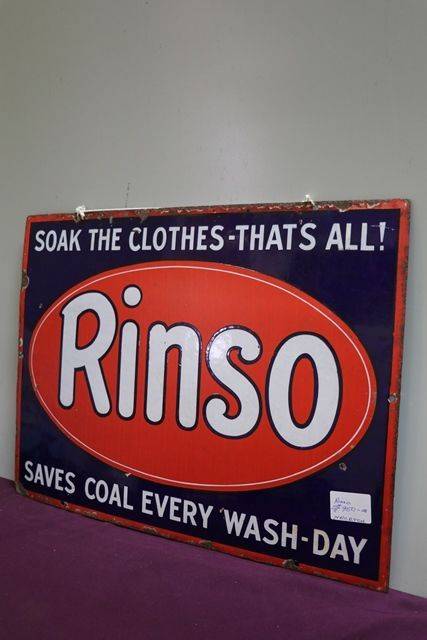 SOAK THE CLOTHES-THAT'S ALL!
Rinso
SAVES COAL EVERY WASH-DAY